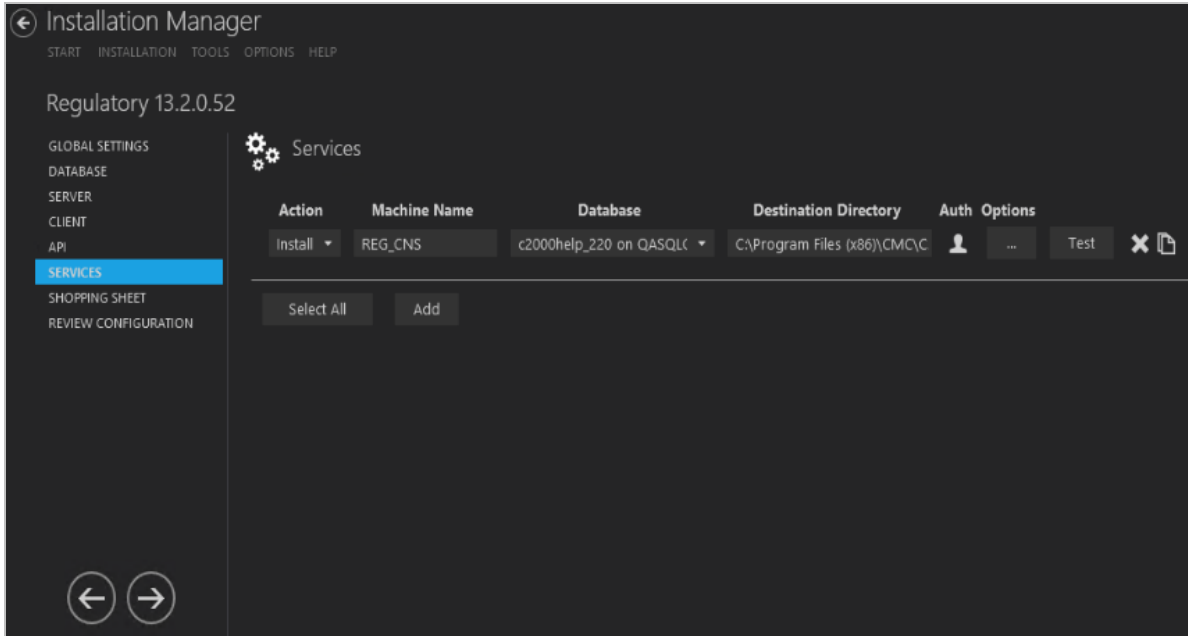 Installation Manager
START INSTALLATION TOOLS OPTIONS HELP
Regulatory 13.2.0.52
GLOBAL SETTINGS
DATABASE
SERVER
CLIENT
API
SERVICES
SHOPPING SHEET
REVIEW CONFIGURATION
Services
Action Machine Name Database Destination Directory Auth Options
Install REG_CNS c2000help_220 on QASQL( C:\Program Files (x86)\CMC\C ... Test
Select All Add